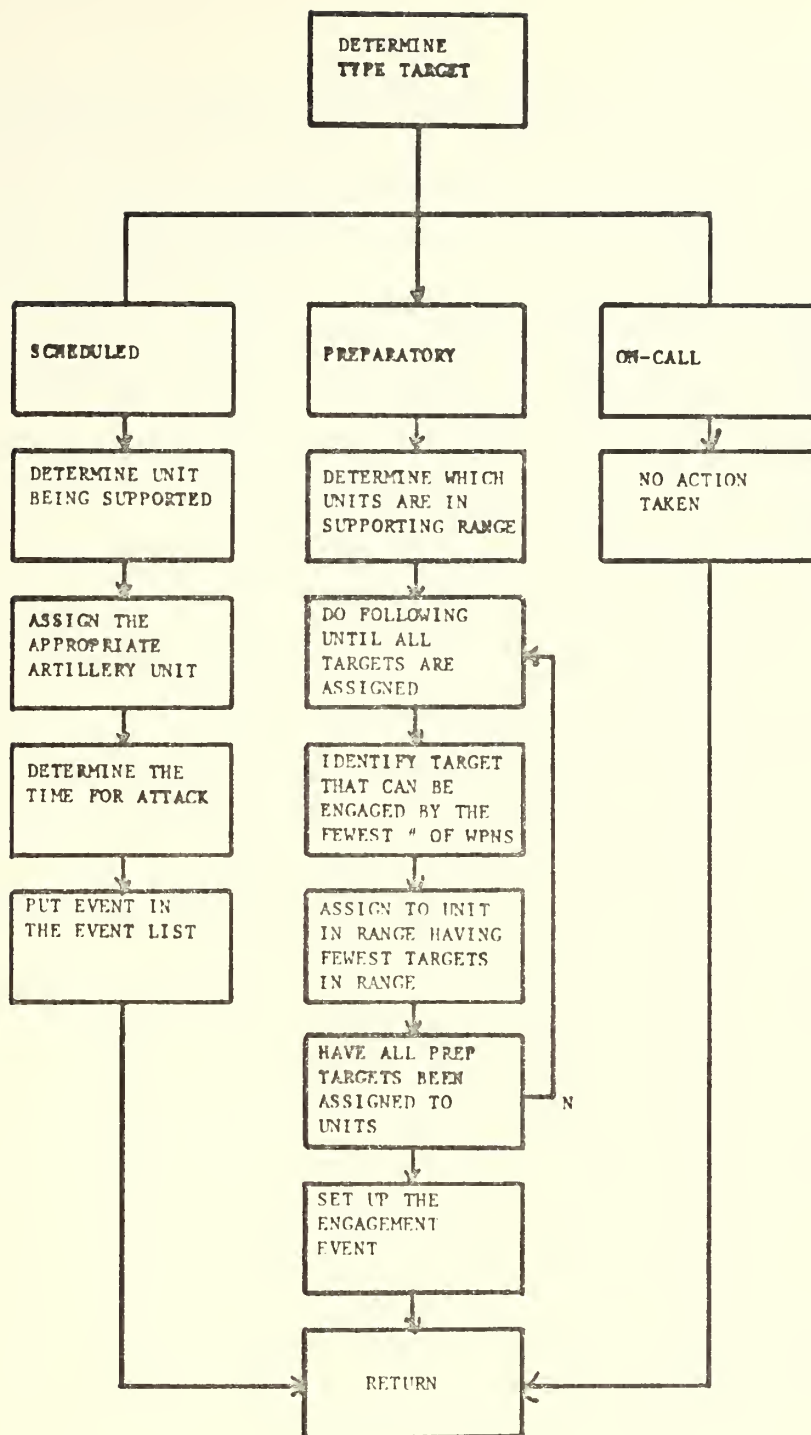 DETERMINE
TYPE TARGET
SCHEDULED
PREPARATORY
ON-CALL
DETERMINE UNIT
BEING SUPPORTED
DETERMINE WHICH
UNITS ARE IN
SUPPORTING RANGE
NO ACTION
TAKEN
ASSIGN THE
APPROPRIATE
ARTILLERY UNIT
DO FOLLOWING
UNTIL ALL
TARGETS ARE
ASSIGNED
DETERMINE THE
TIME FOR ATTACK
IDENTIFY TARGET
THAT CAN BE
ENGAGED BY THE
FEWEST # OF WPNS
PUT EVENT IN
THE EVENT LIST
ASSIGN TO UNIT
IN RANGE HAVING
FEWEST TARGETS
IN RANGE
HAVE ALL PREP
TARGETS BEEN
ASSIGNED TO
UNITS
N
SET UP THE
ENGAGEMENT
EVENT
RETURN